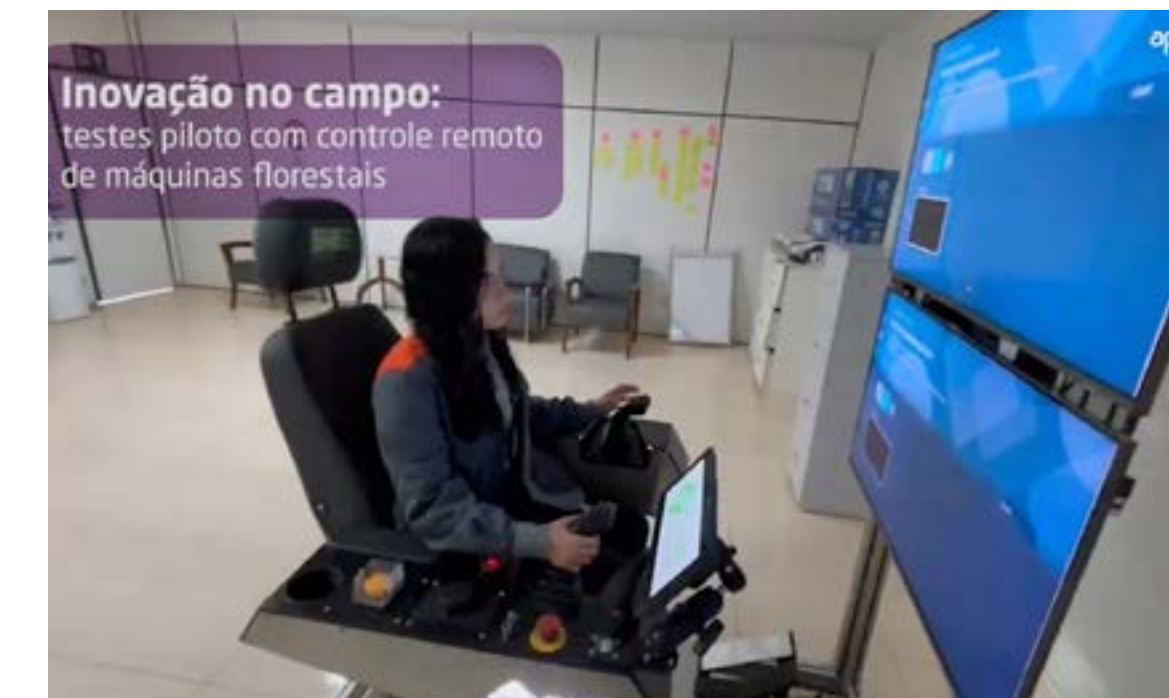 Inovação no campo:
testes piloto com controle remoto
de máquinas florestais